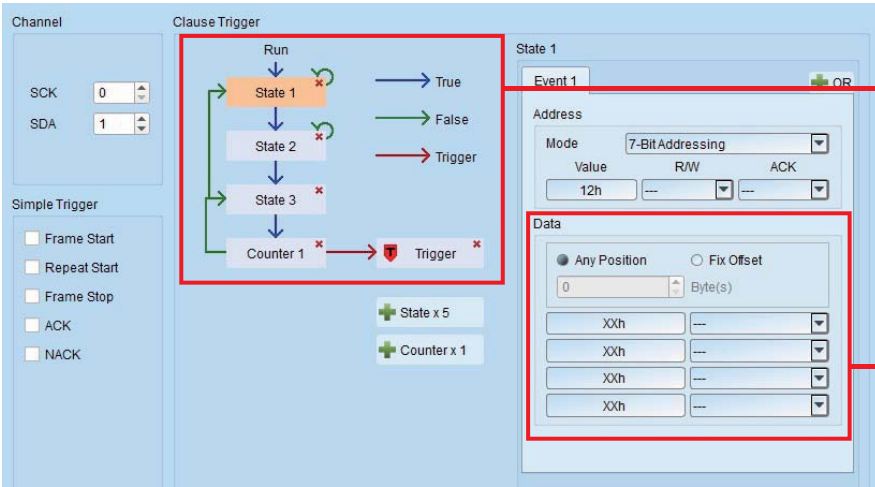 Channel
SCK 0
SDA 1
Simple Trigger
Frame Start
Repeat Start
Frame Stop
ACK
NACK
Clause Trigger
Run
State 1
State 2
State 3
Counter 1
T Trigger
True
False
Trigger
State x 5
Counter x 1
State 1
Event 1
OR
Address
Mode 7-Bit Addressing
Value R/W ACK
12h --- ---
Data
Any Position Fix Offset
0 Byte(s)
XXh ---
XXh ---
XXh ---
XXh ---